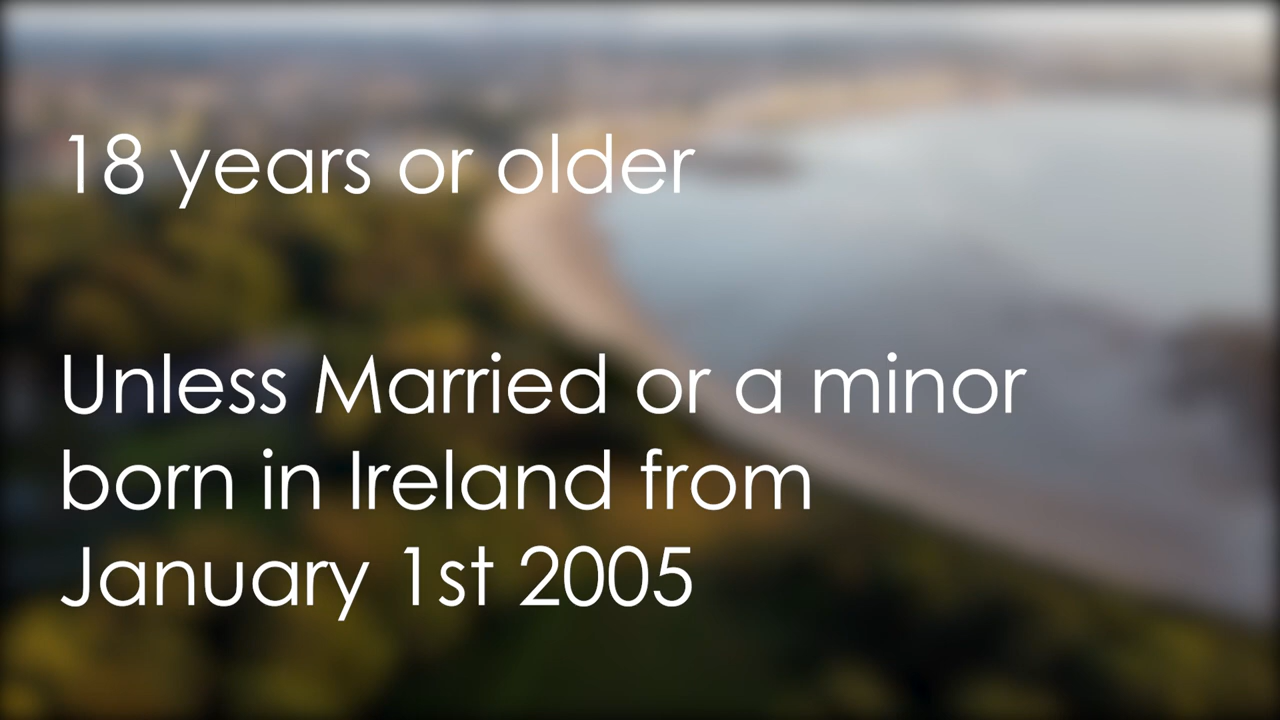 18 years or older
Unless Married or a minor
born in Ireland from
January 1st 2005